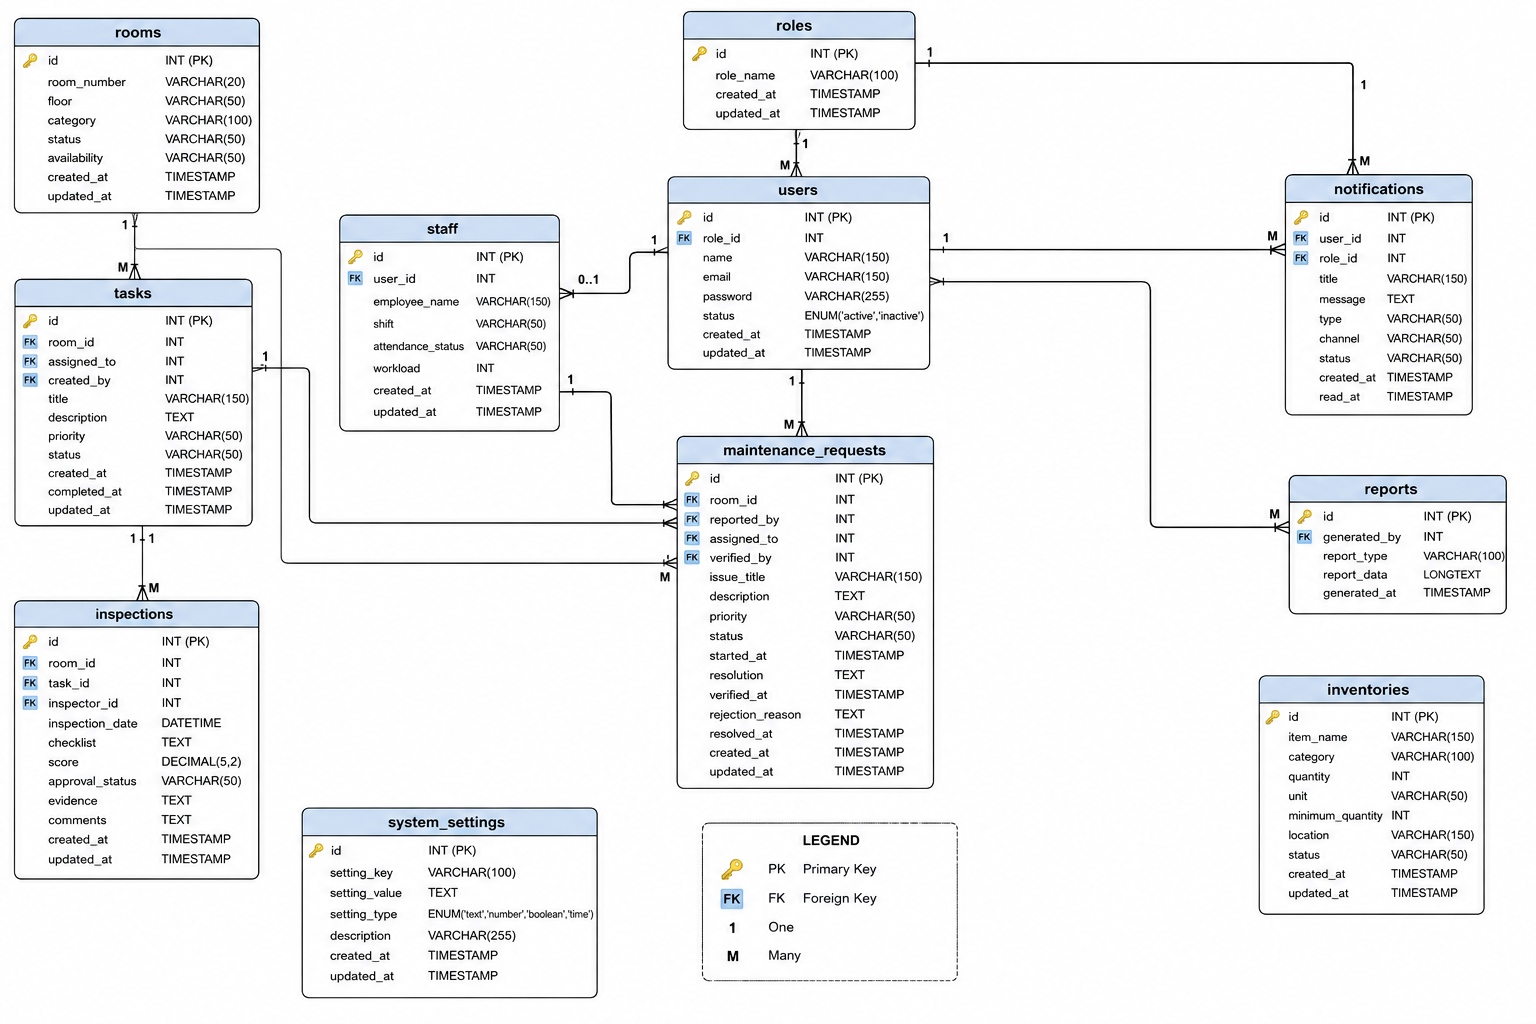 rooms
id INT (PK)
room_number VARCHAR(20)
floor VARCHAR(50)
category VARCHAR(100)
status VARCHAR(50)
availability VARCHAR(50)
created_at TIMESTAMP
updated_at TIMESTAMP
1
M
tasks
id INT (PK)
FK room_id INT
FK assigned_to INT
FK created_by INT
title VARCHAR(150)
description TEXT
priority VARCHAR(50)
status VARCHAR(50)
created_at TIMESTAMP
completed_at TIMESTAMP
updated_at TIMESTAMP
1
1 1
M
inspections
id INT (PK)
FK room_id INT
FK task_id INT
FK inspector_id INT
inspection_date DATETIME
checklist TEXT
score DECIMAL(5,2)
approval_status VARCHAR(50)
evidence TEXT
comments TEXT
created_at TIMESTAMP
updated_at TIMESTAMP
staff
id INT (PK)
FK user_id INT
employee_name VARCHAR(150)
shift VARCHAR(50)
attendance_status VARCHAR(50)
workload INT
created_at TIMESTAMP
updated_at TIMESTAMP
0..1
1
1
roles
id INT (PK)
role_name VARCHAR(100)
created_at TIMESTAMP
updated_at TIMESTAMP
1
1
1
M
M
users
id INT (PK)
FK role_id INT
name VARCHAR(150)
email VARCHAR(150)
password VARCHAR(255)
status ENUM('active','inactive')
created_at TIMESTAMP
updated_at TIMESTAMP
1
M
1
M
maintenance_requests
id INT (PK)
FK room_id INT
FK reported_by INT
FK assigned_to INT
FK verified_by INT
issue_title VARCHAR(150)
description TEXT
priority VARCHAR(50)
status VARCHAR(50)
started_at TIMESTAMP
resolution TEXT
verified_at TIMESTAMP
rejection_reason TEXT
resolved_at TIMESTAMP
created_at TIMESTAMP
updated_at TIMESTAMP
M
notifications
id INT (PK)
FK user_id INT
FK role_id INT
title VARCHAR(150)
message TEXT
type VARCHAR(50)
channel VARCHAR(50)
status VARCHAR(50)
created_at TIMESTAMP
read_at TIMESTAMP
M
reports
id INT (PK)
FK generated_by INT
report_type VARCHAR(100)
report_data LONGTEXT
generated_at TIMESTAMP
inventories
id INT (PK)
item_name VARCHAR(150)
category VARCHAR(100)
quantity INT
unit VARCHAR(50)
minimum_quantity INT
location VARCHAR(150)
status VARCHAR(50)
created_at TIMESTAMP
updated_at TIMESTAMP
system_settings
id INT (PK)
setting_key VARCHAR(100)
setting_value TEXT
setting_type ENUM('text','number','boolean','time')
description VARCHAR(255)
created_at TIMESTAMP
updated_at TIMESTAMP
LEGEND
PK Primary Key
FK FK Foreign Key
1 One
M Many